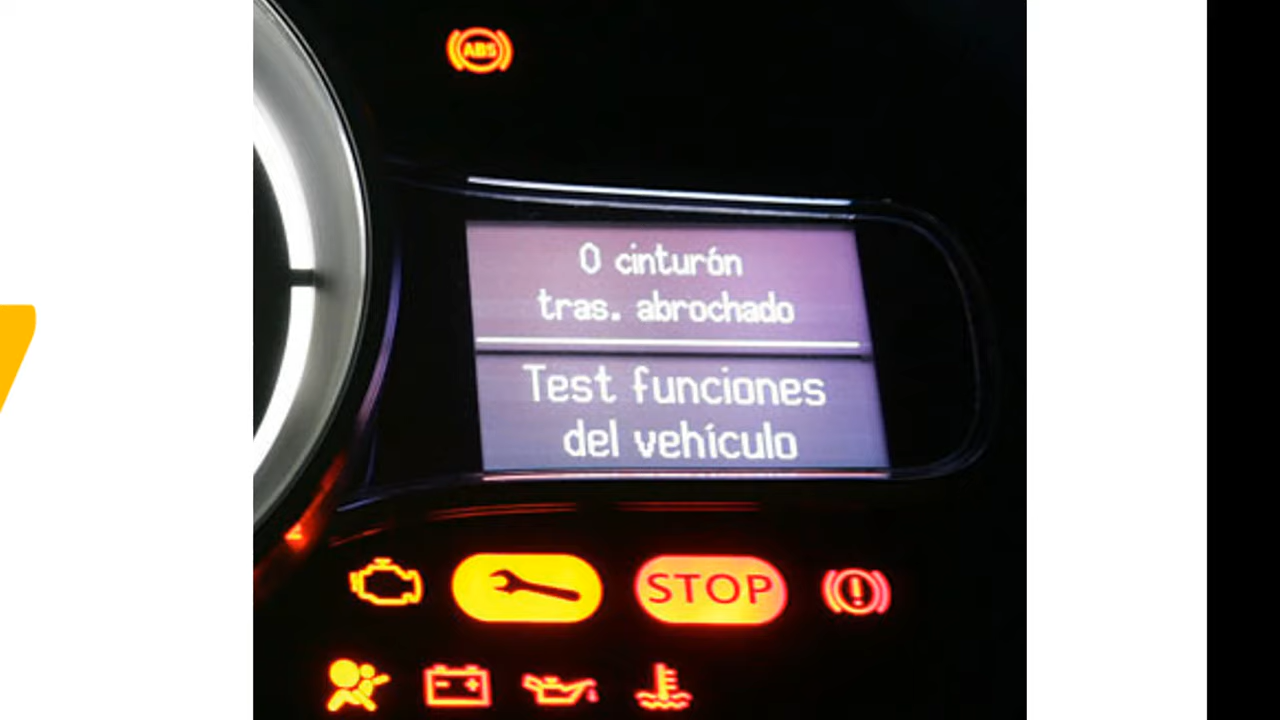 ABS
0 cinturón
tras. abrochado
Test funciones
del vehículo
STOP